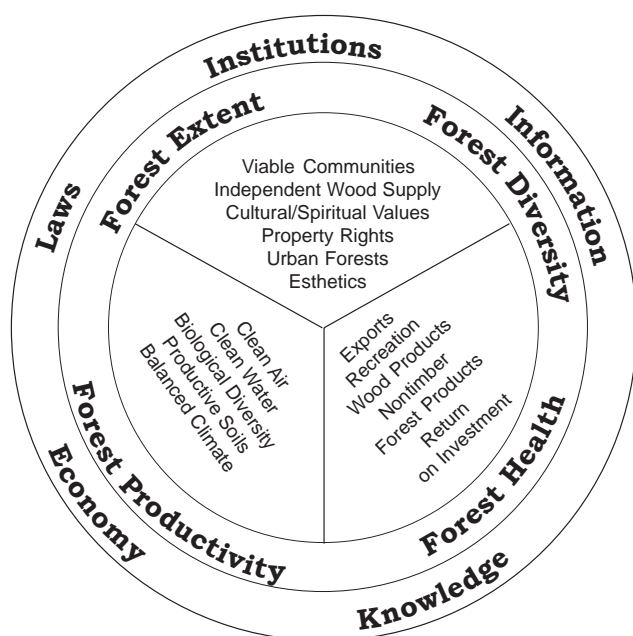 Institutions
Information
Laws
Economy
Knowledge
Forest Extent
Forest Diversity
Forest Productivity
Forest Health
Viable Communities
Independent Wood Supply
Cultural/Spiritual Values
Property Rights
Urban Forests
Esthetics
Clean Air
Clean Water
Biological Diversity
Productive Soils
Balanced Climate
Exports
Recreation
Wood Products
Nontimber
Forest Products
Return
on Investment